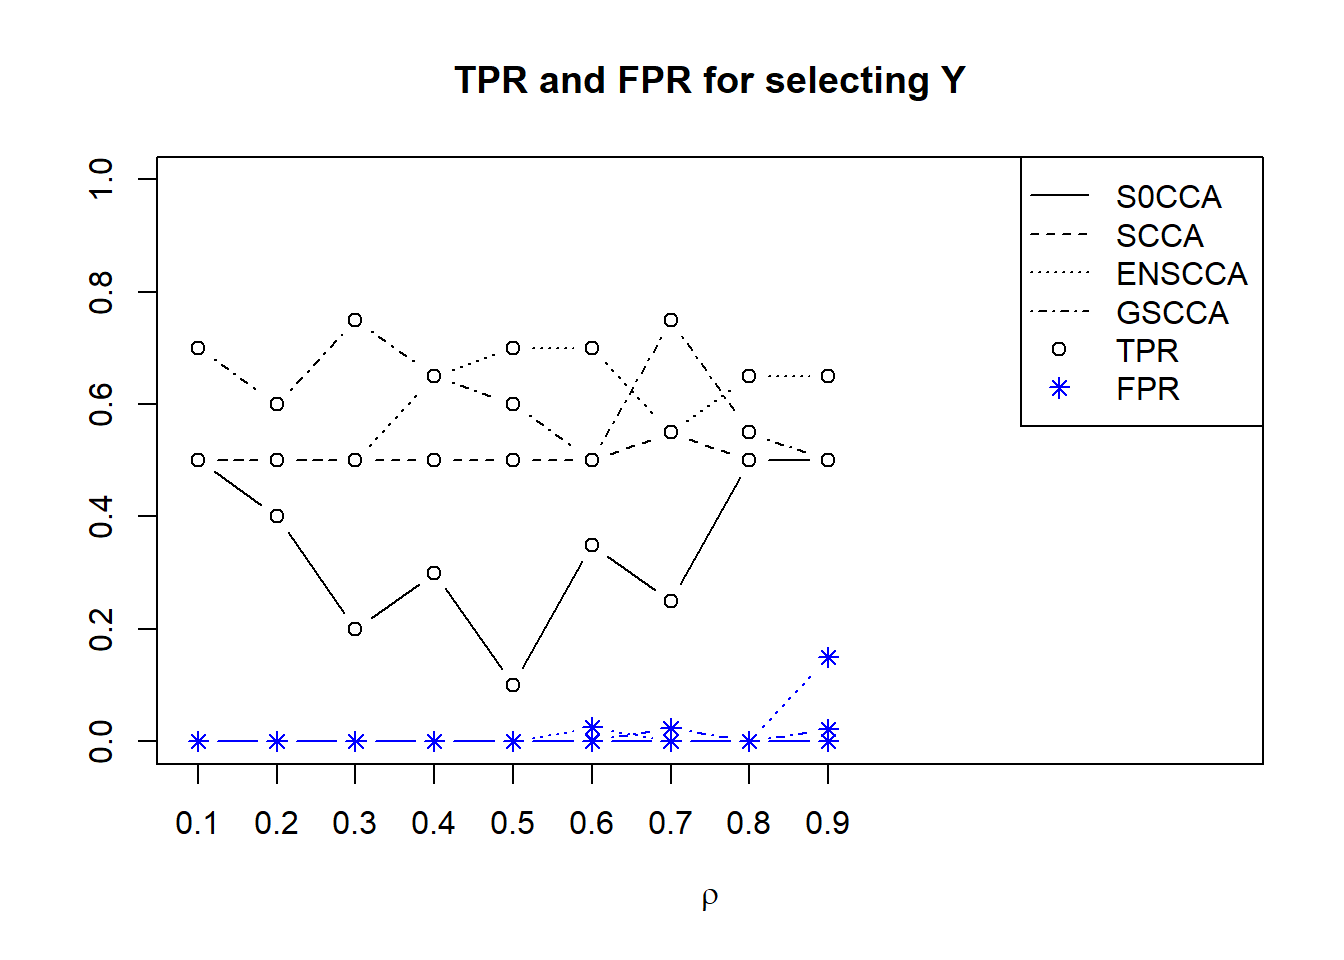 TPR and FPR for selecting Y
1.0
0.8
0.6
0.4
0.2
0.0
S0CCA
SCCA
ENSCCA
GSCCA
TPR
FPR
0.1 0.2 0.3 0.4 0.5 0.6 0.7 0.8 0.9
ρ